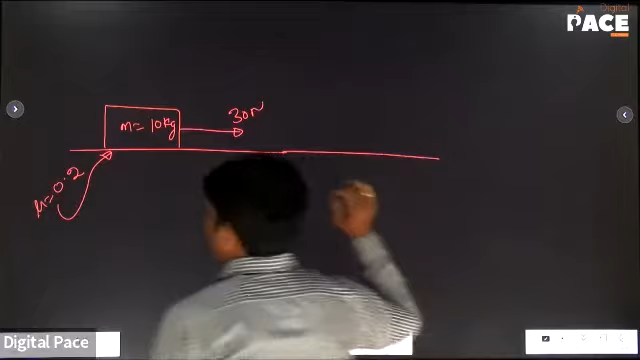 Digital
PACE
30N
m = 10kg
μ = 0.2
Digital Pace